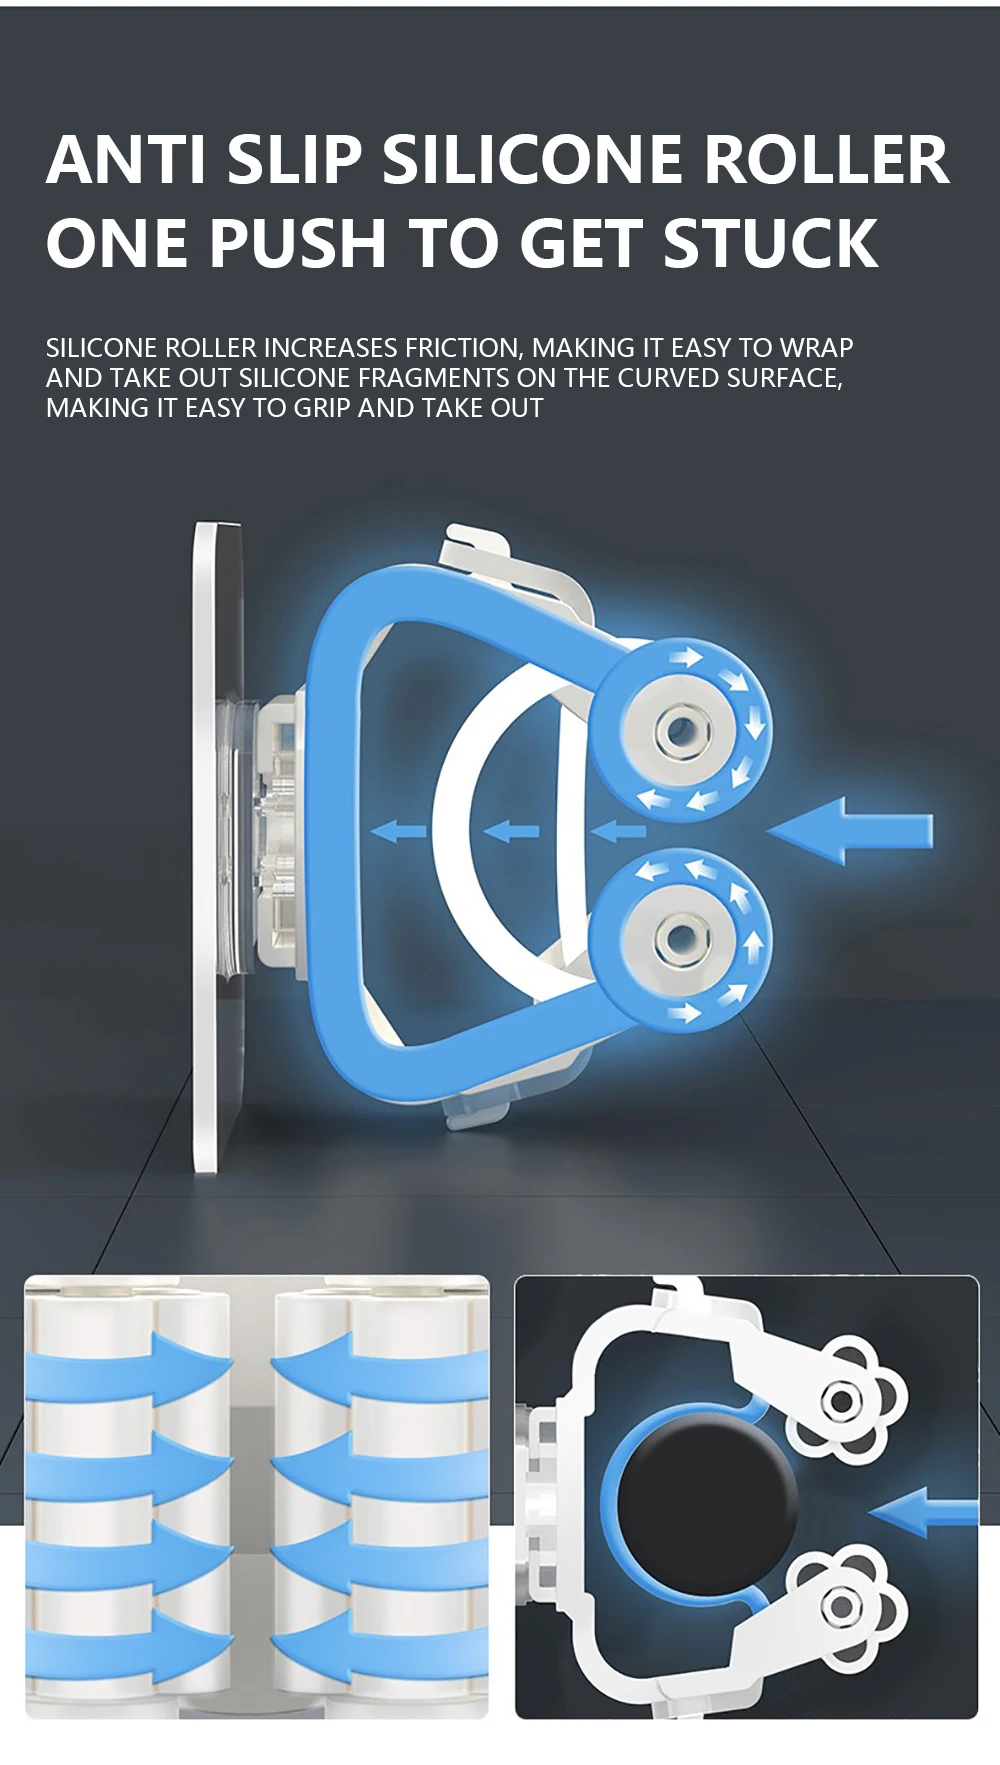 ANTI SLIP SILICONE ROLLER
ONE PUSH TO GET STUCK
SILICONE ROLLER INCREASES FRICTION, MAKING IT EASY TO WRAP
AND TAKE OUT SILICONE FRAGMENTS ON THE CURVED SURFACE,
MAKING IT EASY TO GRIP AND TAKE OUT